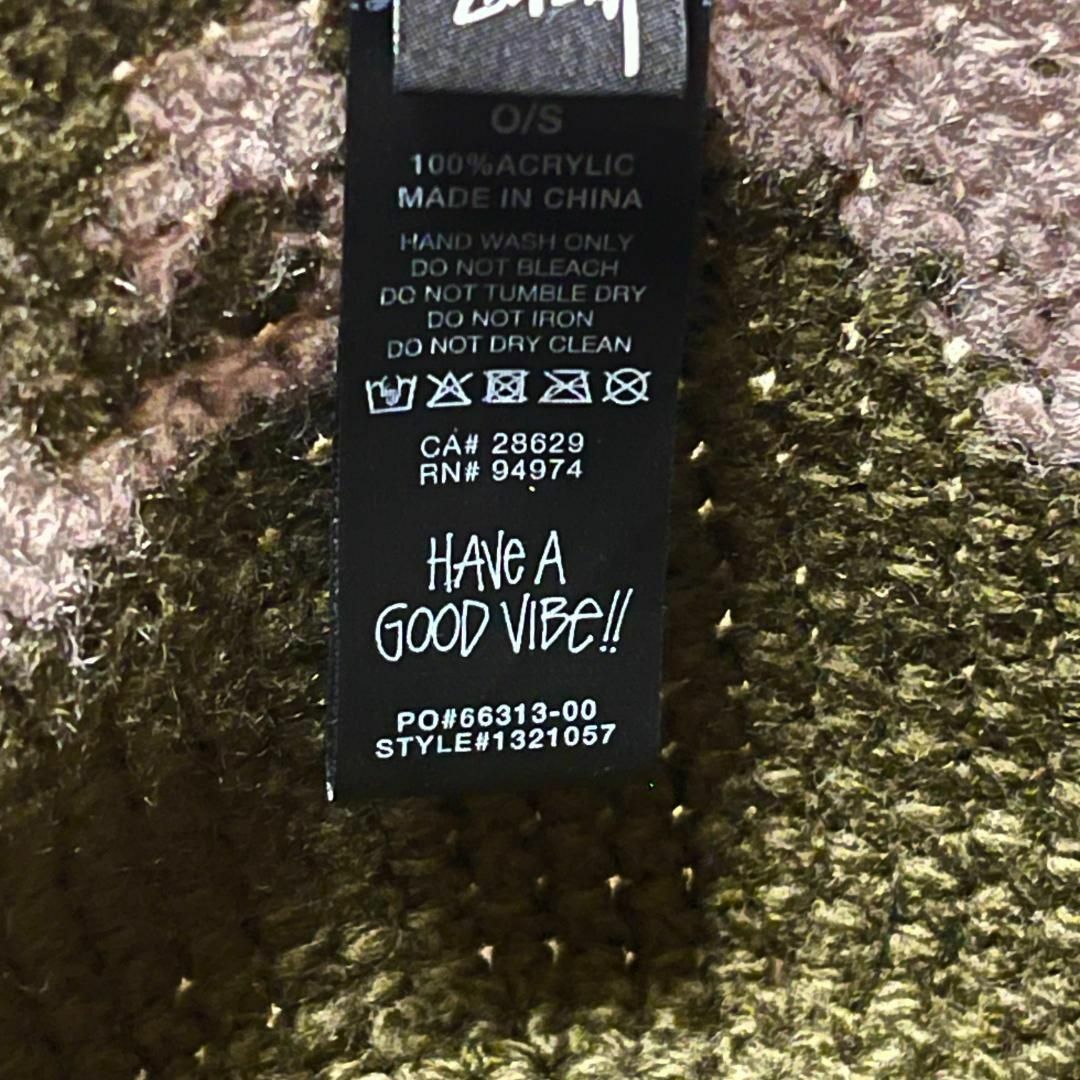 O/S
100%ACRYLIC
MADE IN CHINA
HAND WASH ONLY
DO NOT BLEACH
DO NOT TUMBLE DRY
DO NOT IRON
DO NOT DRY CLEAN
CA# 28629
RN# 94974
HAVE A
GOOD VIBE!!
PO#66313-00
STYLE#1321057